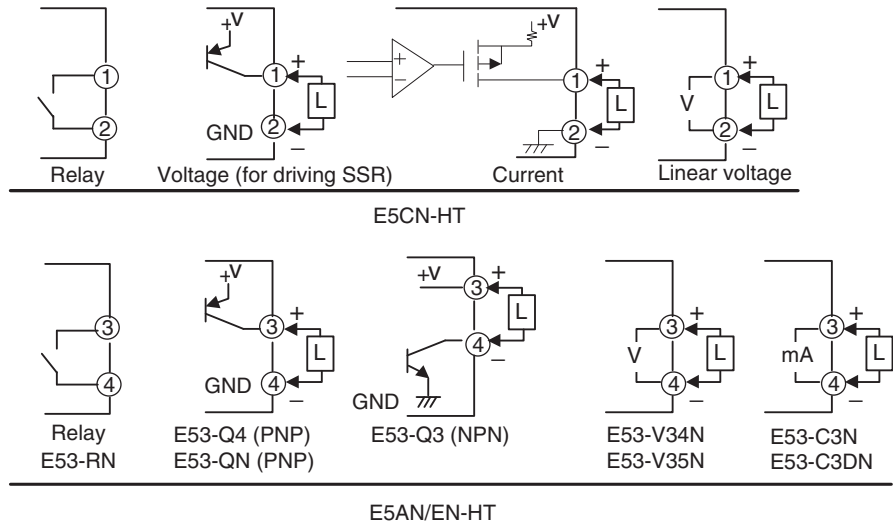 +V
1
2
Relay
+V
1
+
L
GND
2
−
Voltage (for driving SSR)
+
−
+V
1
+
L
2
−
Current
V
1
+
L
2
−
Linear voltage
E5CN-HT
3
4
Relay
E53-RN
+V
3
+
L
GND
4
−
E53-Q4 (PNP)
E53-QN (PNP)
+V
3
+
L
4
−
GND
E53-Q3 (NPN)
3
+
V
L
4
−
E53-V34N
E53-V35N
3
+
mA
L
4
−
E53-C3N
E53-C3DN
E5AN/EN-HT